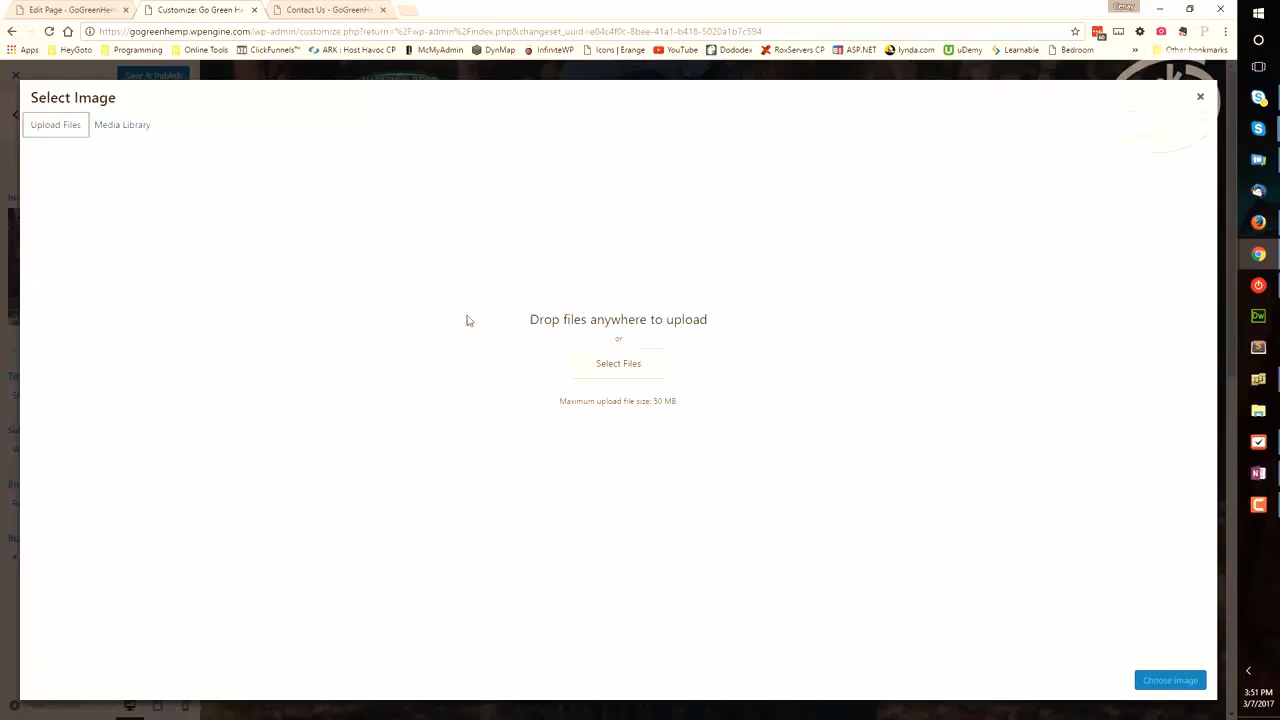 Edit Page - GoGreenHem
Customize: Go Green He
Contact Us - GoGreenHe
Cenay
https://gogreenhemp.wpengine.com/wp-admin/customize.php?return=%2Fwp-admin%2Findex.php&changeset_uuid=e04c4f0c-8bee-41a1-b418-5020a1b7c594
Apps
HeyGoto
Programming
Online Tools
ClickFunnels™
ARK : Host Havoc CP
McMyAdmin
DynMap
InfiniteWP
Icons | Erange
YouTube
Dododex
RoxServers CP
ASP.NET
lynda.com
uDemy
Learnable
Bedroom
»
Other bookmarks
Save & Publish
Select Image
Upload Files
Media Library
Drop files anywhere to upload
or
Select Files
Maximum upload file size: 50 MB.
Choose Image
3:51 PM
3/7/2017